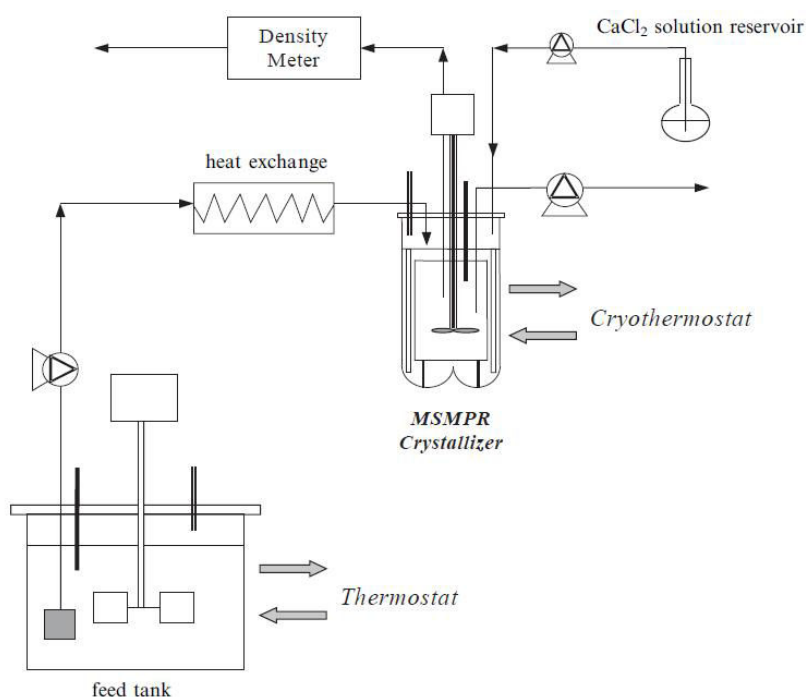 CaCl₂ solution reservoir
Density
Meter
heat exchange
Cryothermostat
MSMPR
Crystallizer
Thermostat
feed tank